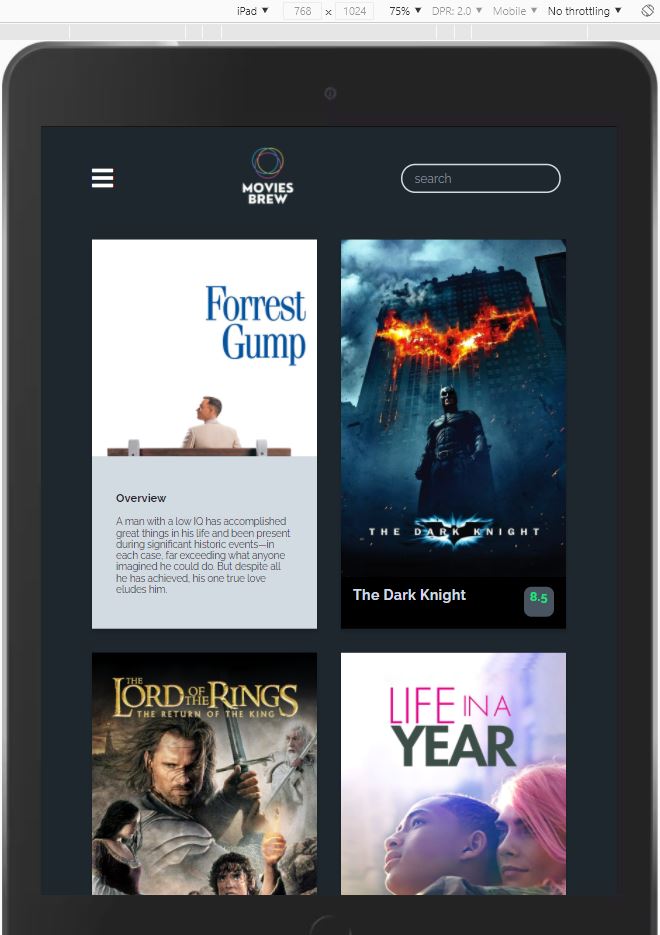 iPad ▼ 768 × 1024 75% ▼ DPR: 2.0 ▼ Mobile ▼ No throttling ▼
MOVIES
BREW
search
Forrest
Gump
Overview
A man with a low IQ has accomplished
great things in his life and been present
during significant historic events—in
each case, far exceeding what anyone
imagined he could do. But despite all
he has achieved, his one true love
eludes him.
THE DARK KNIGHT
The Dark Knight 8.5
THE
LORD OF THE RINGS
THE RETURN OF THE KING
LIFE IN A
YEAR